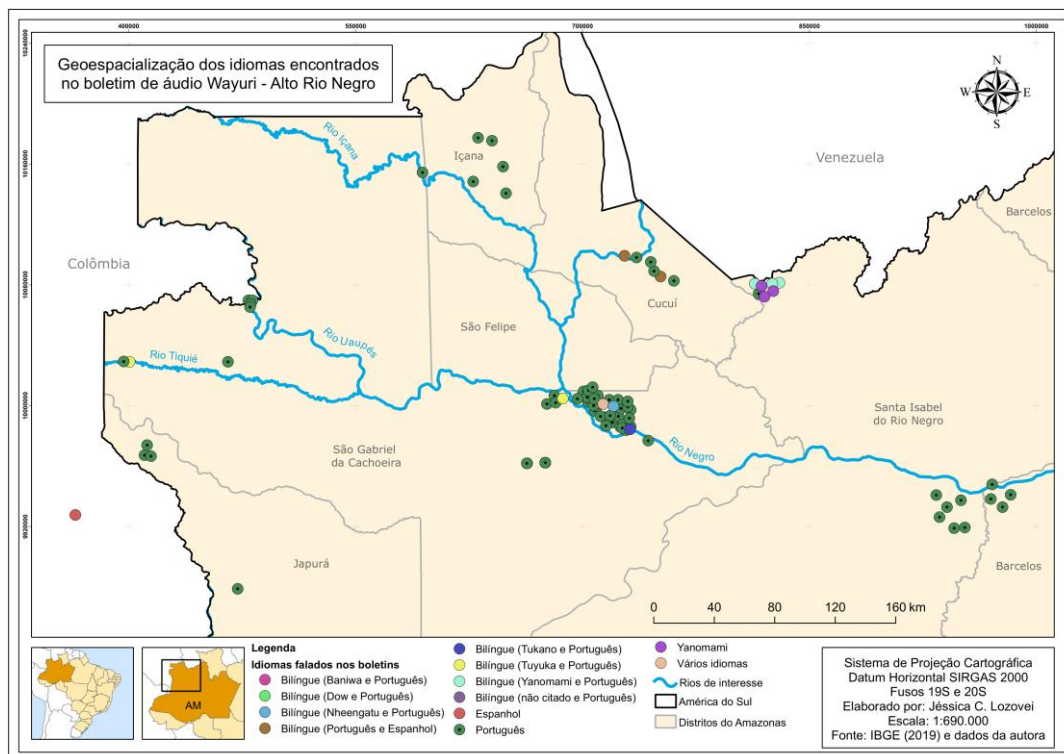 400000
550000
700000
850000
1000000
10240000
Geoespacialização dos idiomas encontrados
no boletim de áudio Wayuri - Alto Rio Negro
N
W
E
S
Rio Içana
Içana
Venezuela
10160000
Barcelos
Colômbia
10080000
Cucuí
São Felipe
Rio Uaupés
Rio Tiquié
10000000
Santa Isabel
do Rio Negro
São Gabriel
da Cachoeira
Rio Negro
9920000
Japurá
Barcelos
0
40
80
120
160 km
AM
Legenda
Idiomas falados nos boletins
Bilíngue (Baniwa e Português)
Bilíngue (Dow e Português)
Bilíngue (Nheengatu e Português)
Bilíngue (Português e Espanhol)
Bilíngue (Tukano e Português)
Bilíngue (Tuyuka e Português)
Bilíngue (Yanomami e Português)
Bilíngue (não citado e Português)
Espanhol
Português
Yanomami
Vários idiomas
Rios de interesse
América do Sul
Distritos do Amazonas
Sistema de Projeção Cartográfica
Datum Horizontal SIRGAS 2000
Fusos 19S e 20S
Elaborado por: Jéssica C. Lozovei
Escala: 1:690.000
Fonte: IBGE (2019) e dados da autora